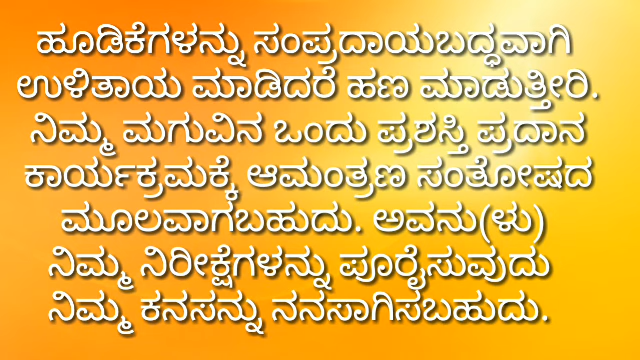 ಹೂಡಿಕೆಗಳನ್ನು ಸಂಪ್ರದಾಯಬದ್ಧವಾಗಿ
ಉಳಿತಾಯ ಮಾಡಿದರೆ ಹಣ ಮಾಡುತ್ತೀರಿ.
ನಿಮ್ಮ ಮಗುವಿನ ಒಂದು ಪ್ರಶಸ್ತಿ ಪ್ರದಾನ
ಕಾರ್ಯಕ್ರಮಕ್ಕೆ ಆಮಂತ್ರಣ ಸಂತೋಷದ
ಮೂಲವಾಗಬಹುದು. ಅವನು(ಳು)
ನಿಮ್ಮ ನಿರೀಕ್ಷೆಗಳನ್ನು ಪೂರೈಸುವುದು
ನಿಮ್ಮ ಕನಸನ್ನು ನನಸಾಗಿಸಬಹುದು.